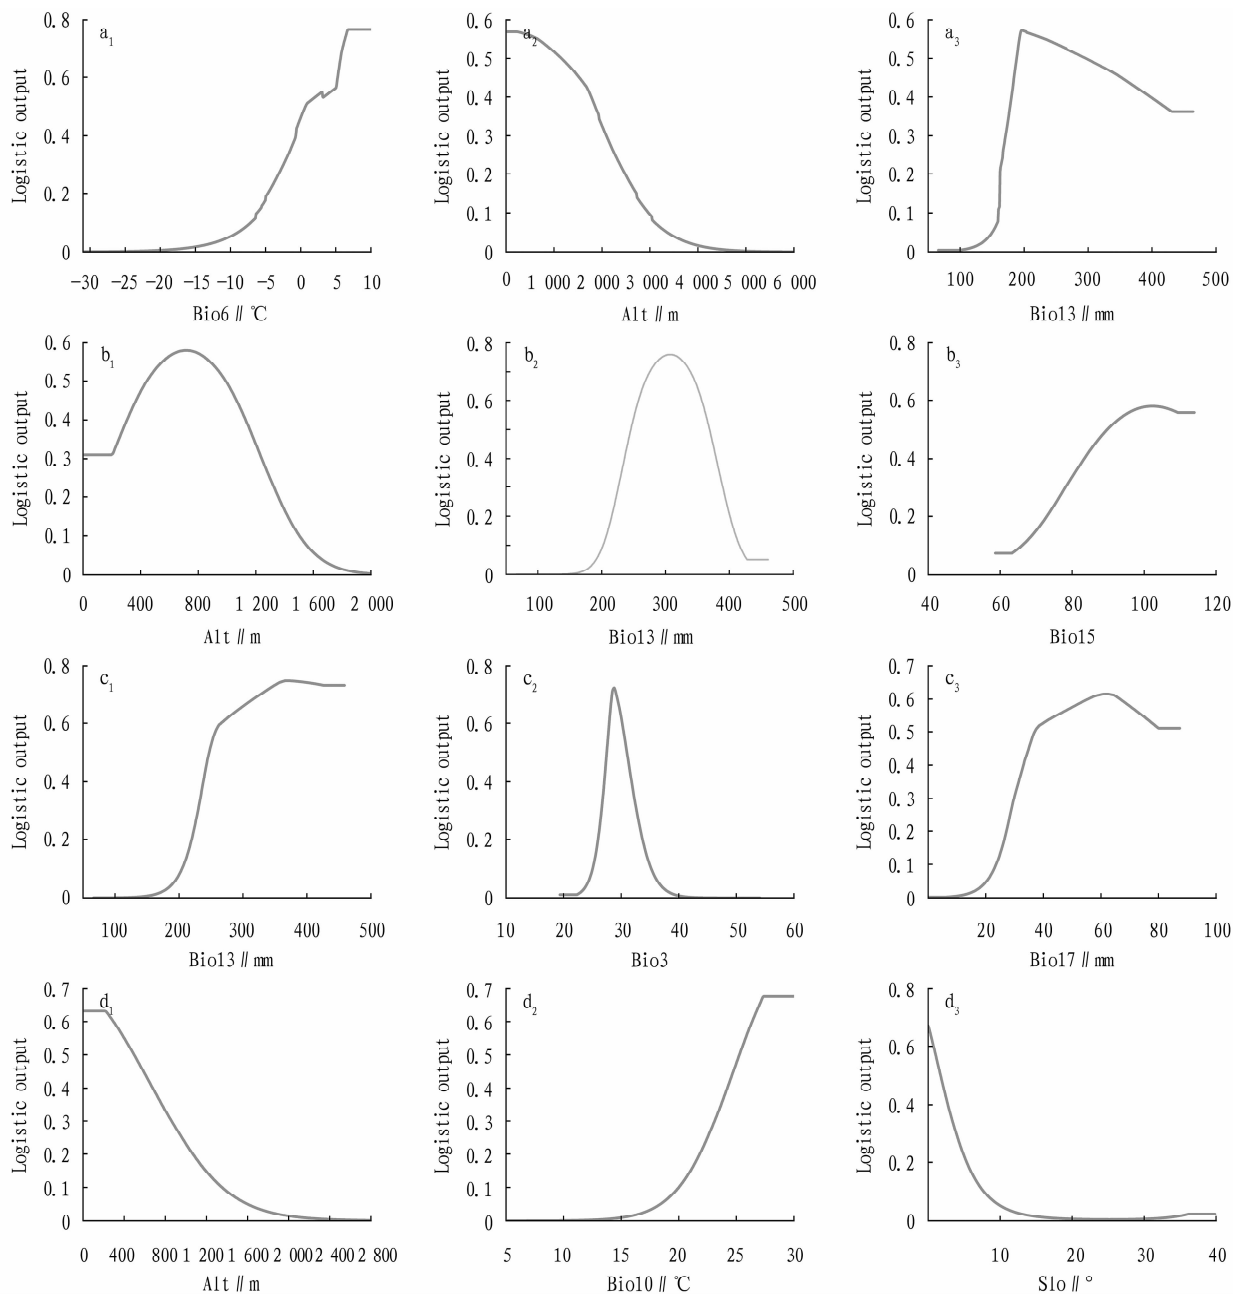 a1
Logistic output
0.8
0.6
0.4
0.2
0
−30 −25 −20 −15 −10 −5 0 5 10
Bio6∥℃
a2
Logistic output
0.6
0.5
0.4
0.3
0.2
0.1
0
0 1 000 2 000 3 000 4 000 5 000 6 000
Alt∥m
a3
Logistic output
0.6
0.5
0.4
0.3
0.2
0.1
0
100 200 300 400 500
Bio13∥mm
b1
Logistic output
0.6
0.5
0.4
0.3
0.2
0.1
0
0 400 800 1 200 1 600 2 000
Alt∥m
b2
Logistic output
0.8
0.6
0.4
0.2
0
100 200 300 400 500
Bio13∥mm
b3
Logistic output
0.8
0.6
0.4
0.2
0
40 60 80 100 120
Bio15
c1
Logistic output
0.8
0.6
0.4
0.2
0
100 200 300 400 500
Bio13∥mm
c2
Logistic output
0.8
0.6
0.4
0.2
0
10 20 30 40 50 60
Bio3
c3
Logistic output
0.7
0.6
0.5
0.4
0.3
0.2
0.1
0
20 40 60 80 100
Bio17∥mm
d1
Logistic output
0.7
0.6
0.5
0.4
0.3
0.2
0.1
0
0 400 800 1 200 1 600 2 000 2 400 2 800
Alt∥m
d2
Logistic output
0.7
0.6
0.5
0.4
0.3
0.2
0.1
0
5 10 15 20 25 30
Bio10∥℃
d3
Logistic output
0.8
0.6
0.4
0.2
0
10 20 30 40
Slo∥°